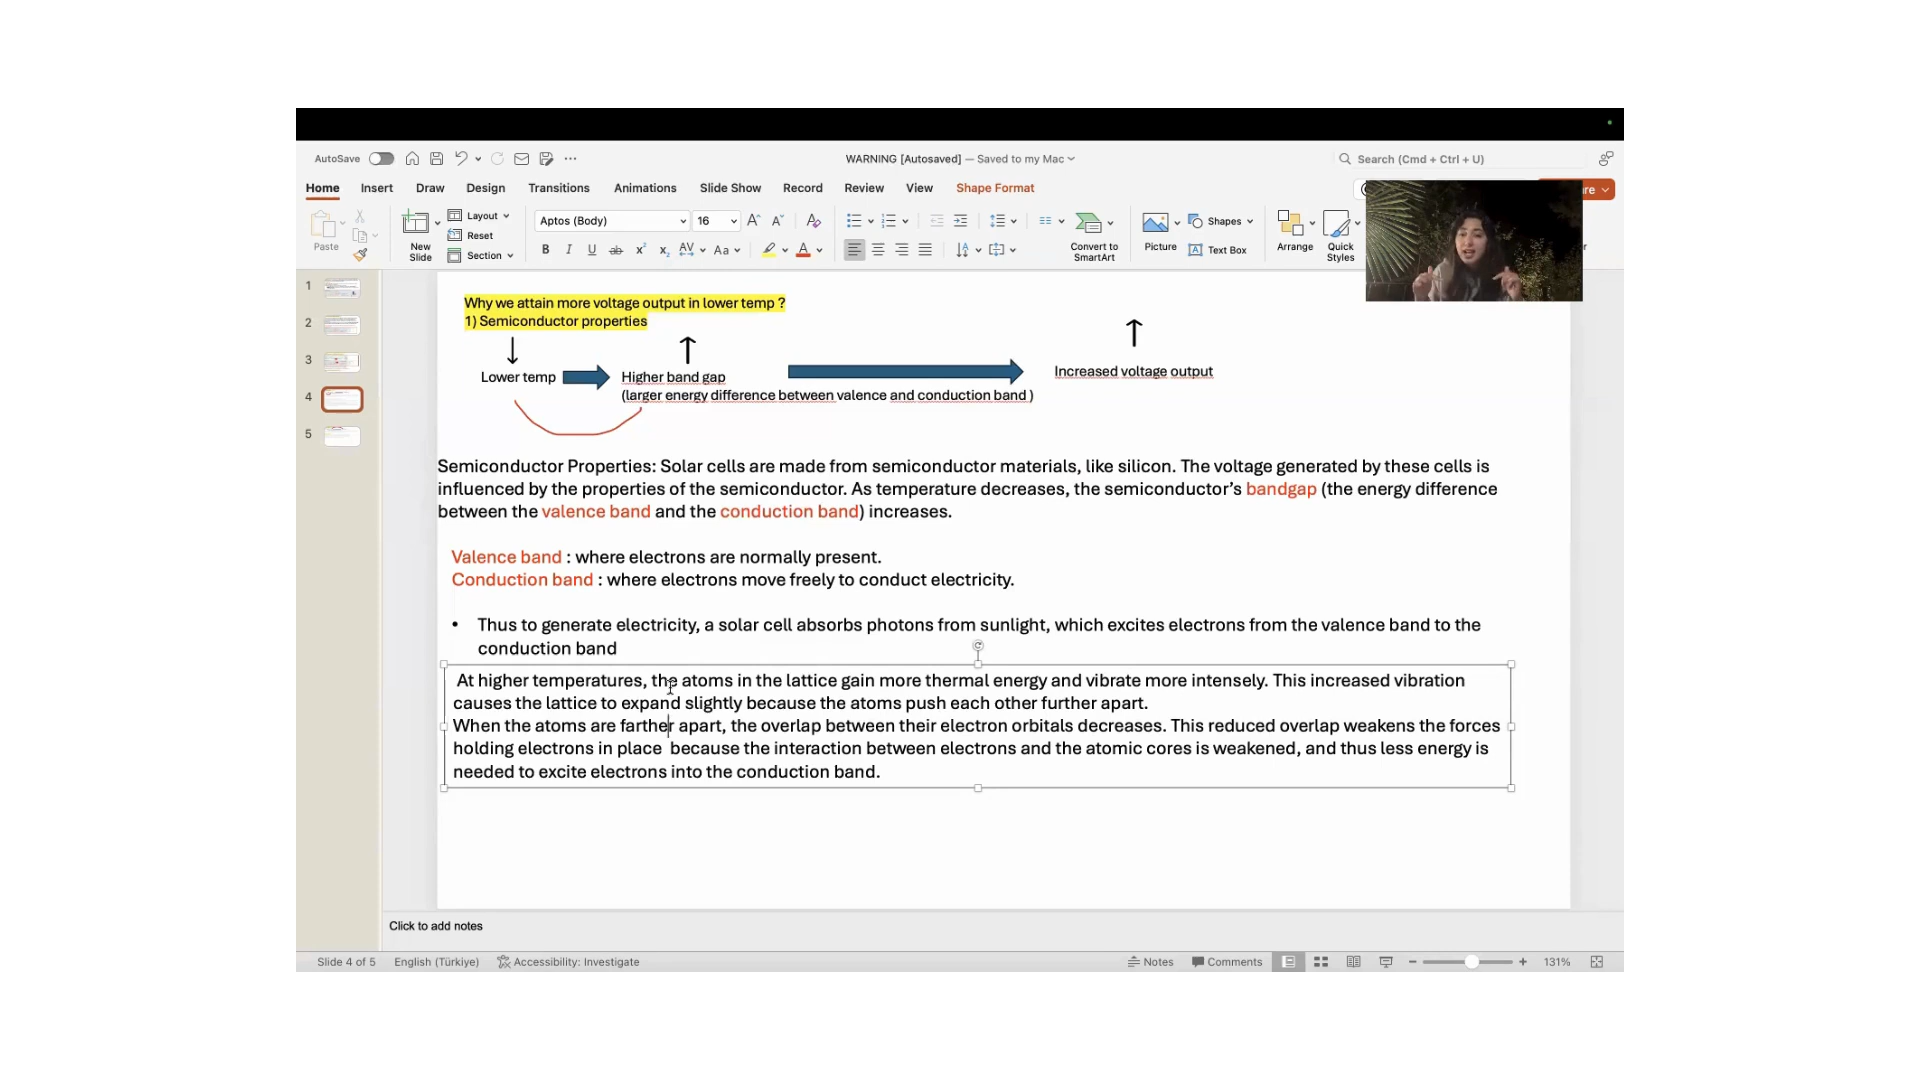 AutoSave
WARNING [Autosaved] — Saved to my Mac
Search (Cmd + Ctrl + U)
Home Insert Draw Design Transitions Animations Slide Show Record Review View Shape Format
Paste
New Slide
Layout
Reset
Section
Aptos (Body) 16
B I U ab x² x₂ AV Aa A
Convert to SmartArt
Picture
Shapes
Text Box
Arrange
Quick Styles
1
2
3
4
5
Why we attain more voltage output in lower temp ?
1) Semiconductor properties
Lower temp
Higher band gap
(larger energy difference between valence and conduction band )
Increased voltage output
Semiconductor Properties: Solar cells are made from semiconductor materials, like silicon. The voltage generated by these cells is
influenced by the properties of the semiconductor. As temperature decreases, the semiconductor’s bandgap (the energy difference
between the valence band and the conduction band) increases.
Valence band : where electrons are normally present.
Conduction band : where electrons move freely to conduct electricity.
• Thus to generate electricity, a solar cell absorbs photons from sunlight, which excites electrons from the valence band to the
conduction band
At higher temperatures, the atoms in the lattice gain more thermal energy and vibrate more intensely. This increased vibration
causes the lattice to expand slightly because the atoms push each other further apart.
When the atoms are farther apart, the overlap between their electron orbitals decreases. This reduced overlap weakens the forces
holding electrons in place because the interaction between electrons and the atomic cores is weakened, and thus less energy is
needed to excite electrons into the conduction band.
Click to add notes
Slide 4 of 5 English (Türkiye) Accessibility: Investigate Notes Comments 131%